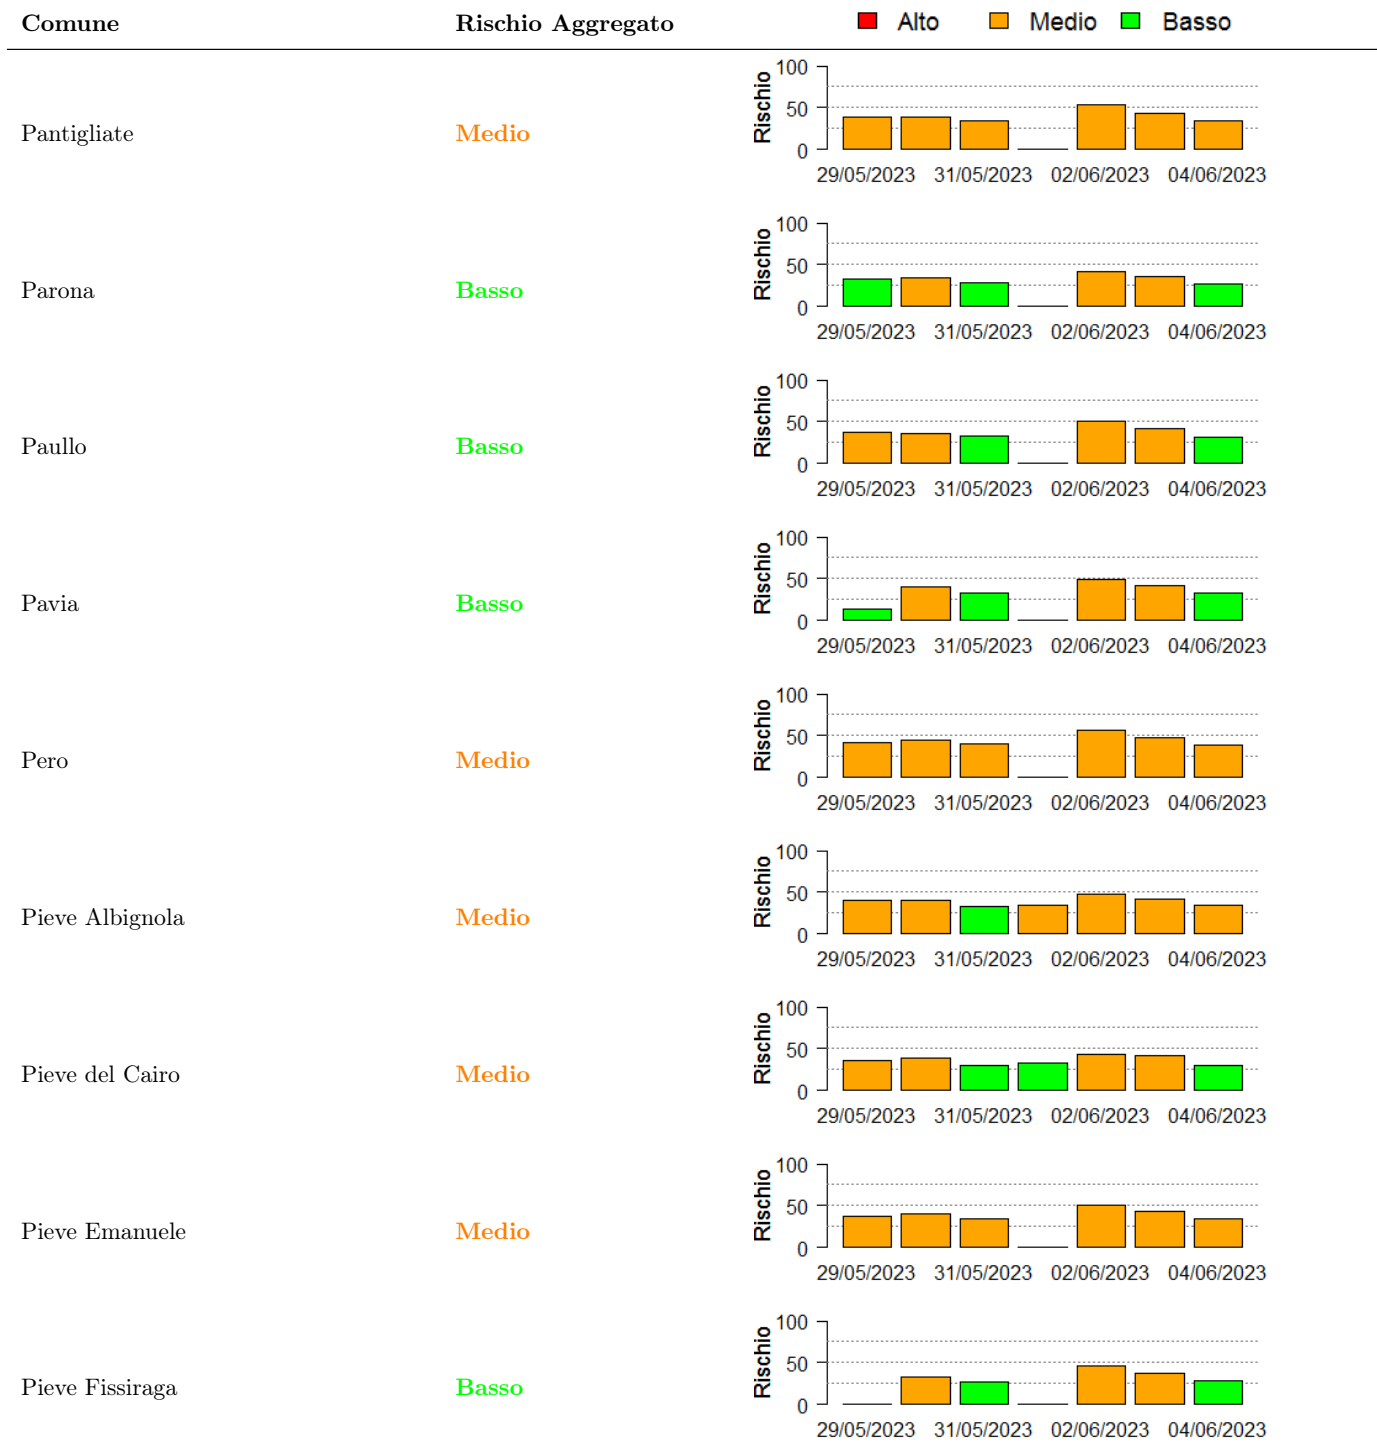 Comune Rischio Aggregato Alto Medio Basso
100
Rischio
50
Pantigliate Medio
0
29/05/2023 31/05/2023 02/06/2023 04/06/2023
100
Rischio
50
Parona Basso
0
29/05/2023 31/05/2023 02/06/2023 04/06/2023
100
Rischio
50
Paullo Basso
0
29/05/2023 31/05/2023 02/06/2023 04/06/2023
100
Rischio
50
Pavia Basso
0
29/05/2023 31/05/2023 02/06/2023 04/06/2023
100
Rischio
50
Pero Medio
0
29/05/2023 31/05/2023 02/06/2023 04/06/2023
100
Rischio
50
Pieve Albignola Medio
0
29/05/2023 31/05/2023 02/06/2023 04/06/2023
100
Rischio
50
Pieve del Cairo Medio
0
29/05/2023 31/05/2023 02/06/2023 04/06/2023
100
Rischio
50
Pieve Emanuele Medio
0
29/05/2023 31/05/2023 02/06/2023 04/06/2023
100
Rischio
50
Pieve Fissiraga Basso
0
29/05/2023 31/05/2023 02/06/2023 04/06/2023